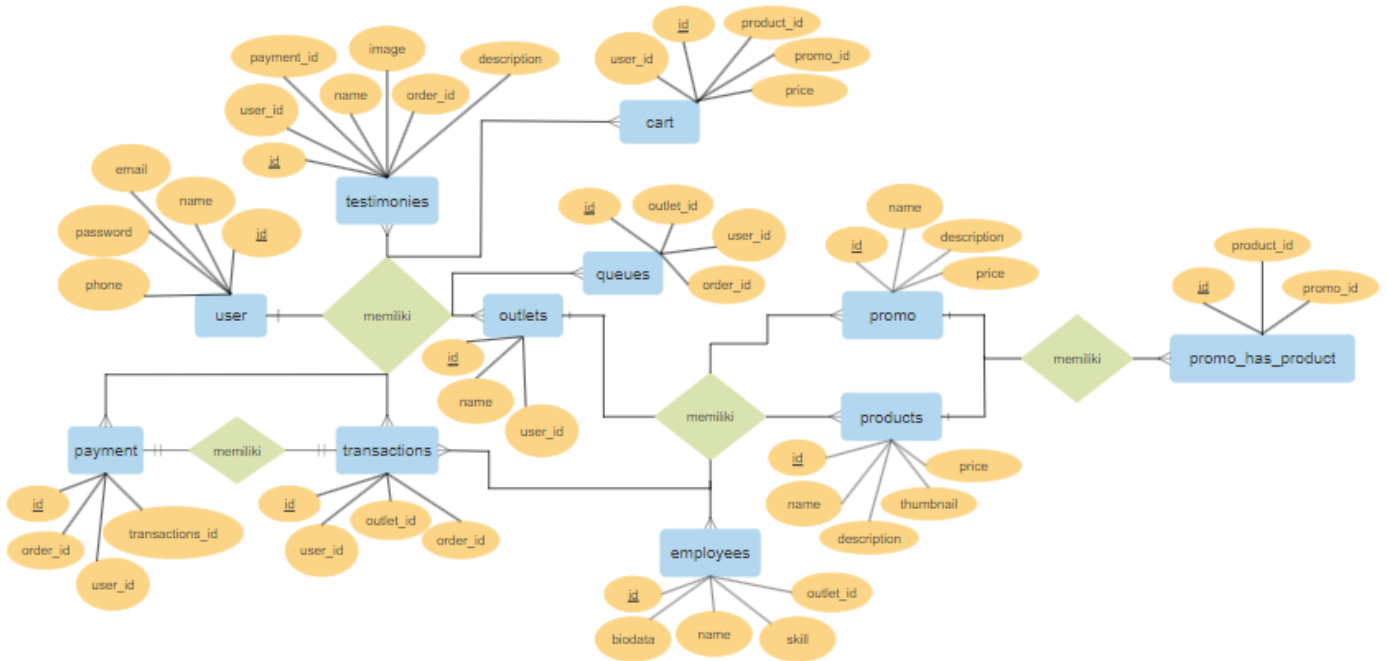 payment_id
image
description
user_id
name
order_id
id
testimonies
id
product_id
user_id
promo_id
price
cart
email
name
password
id
phone
user
memiliki
id
outlet_id
user_id
queues
order_id
outlets
id
name
user_id
name
id
description
price
promo
product_id
id
promo_id
memiliki
promo_has_product
memiliki
products
id
price
name
thumbnail
description
payment
memiliki
transactions
id
transactions_id
order_id
user_id
id
outlet_id
user_id
order_id
employees
id
outlet_id
biodata
name
skill